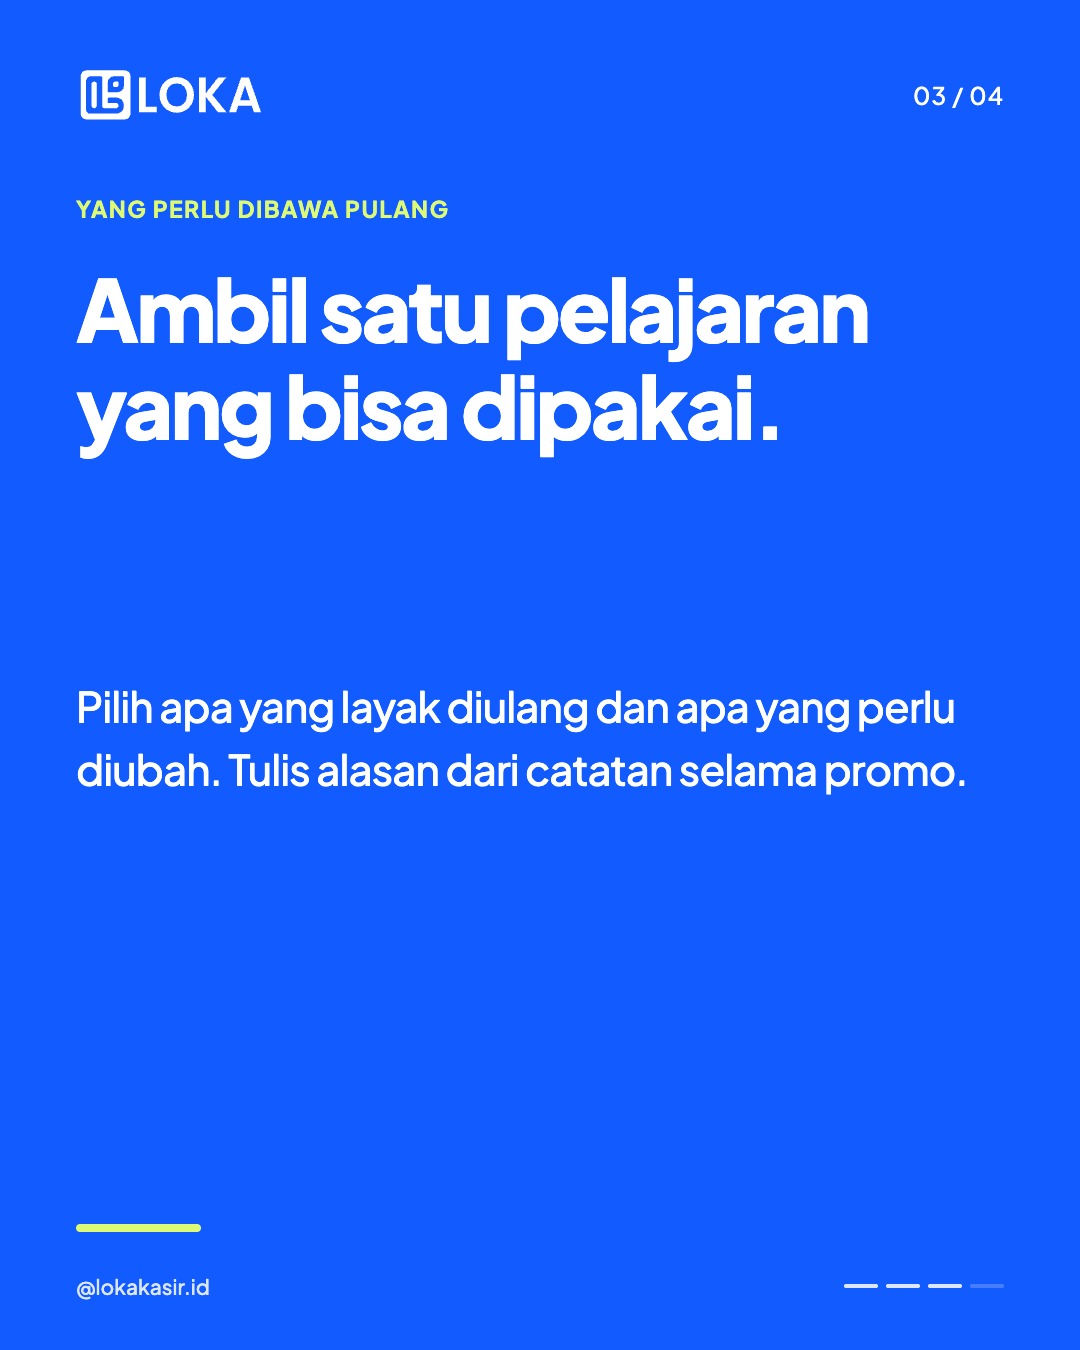 LOKA
03 / 04
YANG PERLU DIBAWA PULANG
Ambil satu pelajaran
yang bisa dipakai.
Pilih apa yang layak diulang dan apa yang perlu
diubah. Tulis alasan dari catatan selama promo.
@lokakasir.id